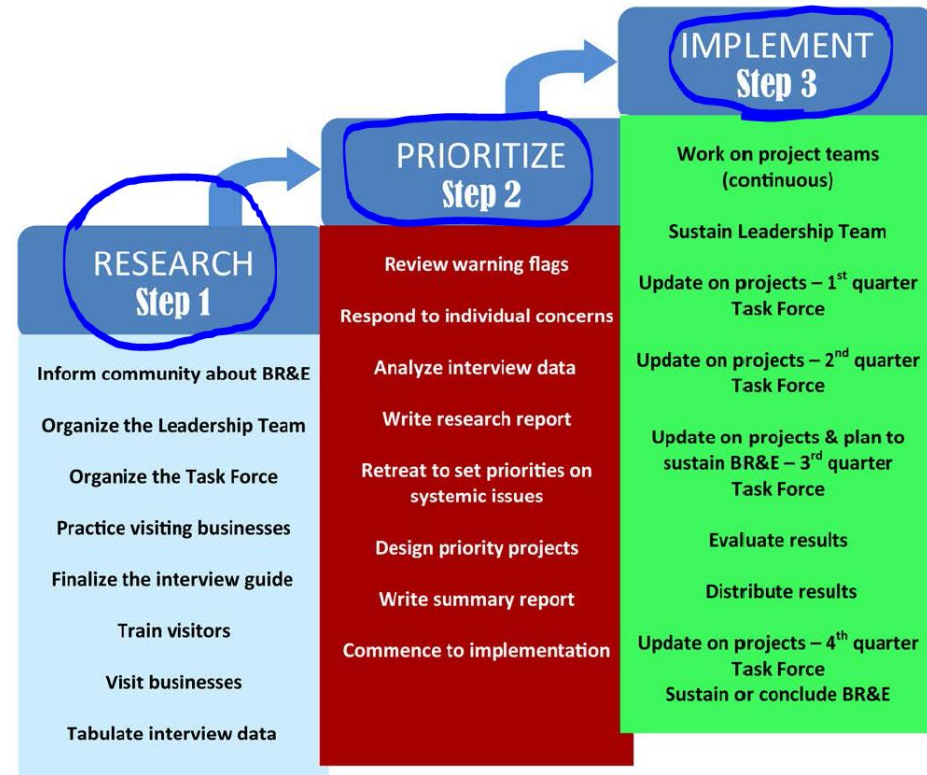 RESEARCH
Step 1
Inform community about BR&E
Organize the Leadership Team
Organize the Task Force
Practice visiting businesses
Finalize the interview guide
Train visitors
Visit businesses
Tabulate interview data
PRIORITIZE
Step 2
Review warning flags
Respond to individual concerns
Analyze interview data
Write research report
Retreat to set priorities on
systemic issues
Design priority projects
Write summary report
Commence to implementation
IMPLEMENT
Step 3
Work on project teams
(continuous)
Sustain Leadership Team
Update on projects – 1st quarter
Task Force
Update on projects – 2nd quarter
Task Force
Update on projects & plan to
sustain BR&E – 3rd quarter
Task Force
Evaluate results
Distribute results
Update on projects – 4th quarter
Task Force
Sustain or conclude BR&E